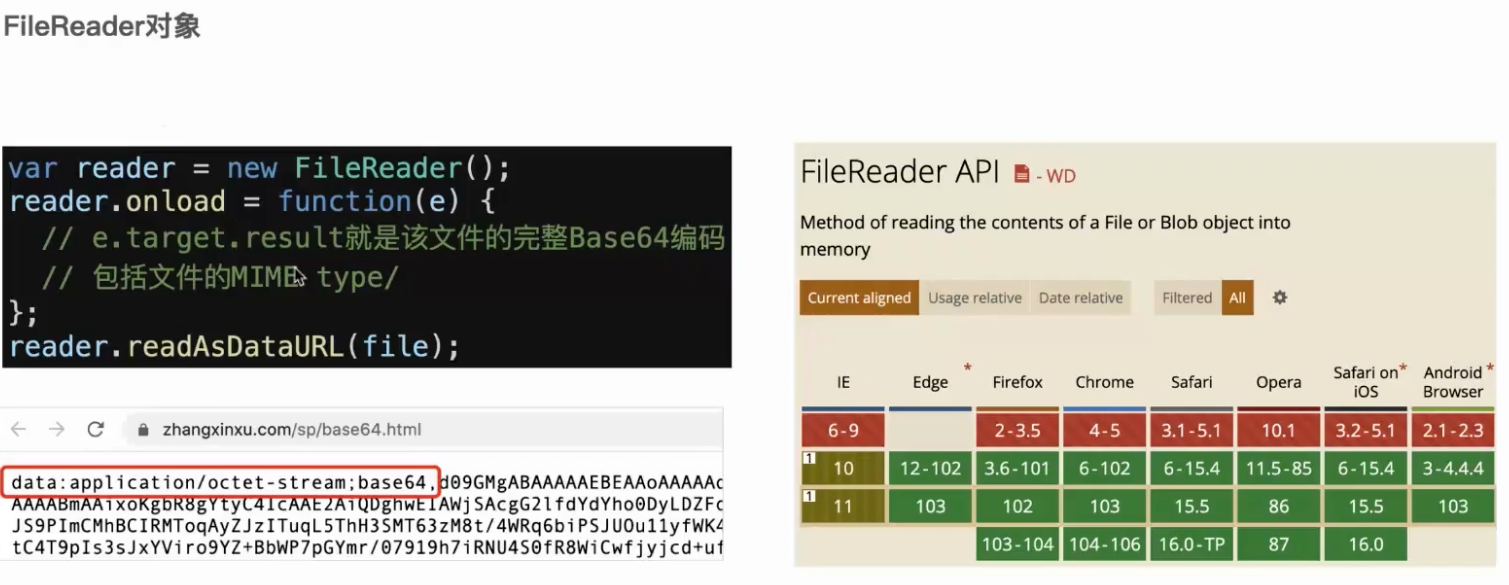 FileReader对象
var reader = new FileReader();
reader.onload = function(e) {
// e.target.result就是该文件的完整Base64编码
// 包括文件的MIME type/
};
reader.readAsDataURL(file);
zhangxinxu.com/sp/base64.html
data:application/octet-stream;base64,d09GMgABAAAAAEBEAAoAAAAA
AAAABmAAixoKgbR8gYtyC4IcAAE2AiQDghwEIAWjSAcgG2lfdYdYho0DyLDZF
JS9PImCMhBCIRMToqAyZJzITuqL5ThH3SMT63zM8t/4WRq6biPSJUOu11yfWK4
tC4T9pIs3sJxYViro9YZ+BbWP7pGYmr/07919h7iRNU4S0fR8WiCwfjyjcd+uf
FileReader API - WD
Method of reading the contents of a File or Blob object into
memory
Current aligned Usage relative Date relative Filtered All
IE Edge * Firefox Chrome Safari Opera Safari on iOS * Android Browser *
6-9 2-3.5 4-5 3.1-5.1 10.1 3.2-5.1 2.1-2.3
1 10 12-102 3.6-101 6-102 6-15.4 11.5-85 6-15.4 3-4.4.4
1 11 103 102 103 15.5 86 15.5 103
103-104 104-106 16.0-TP 87 16.0